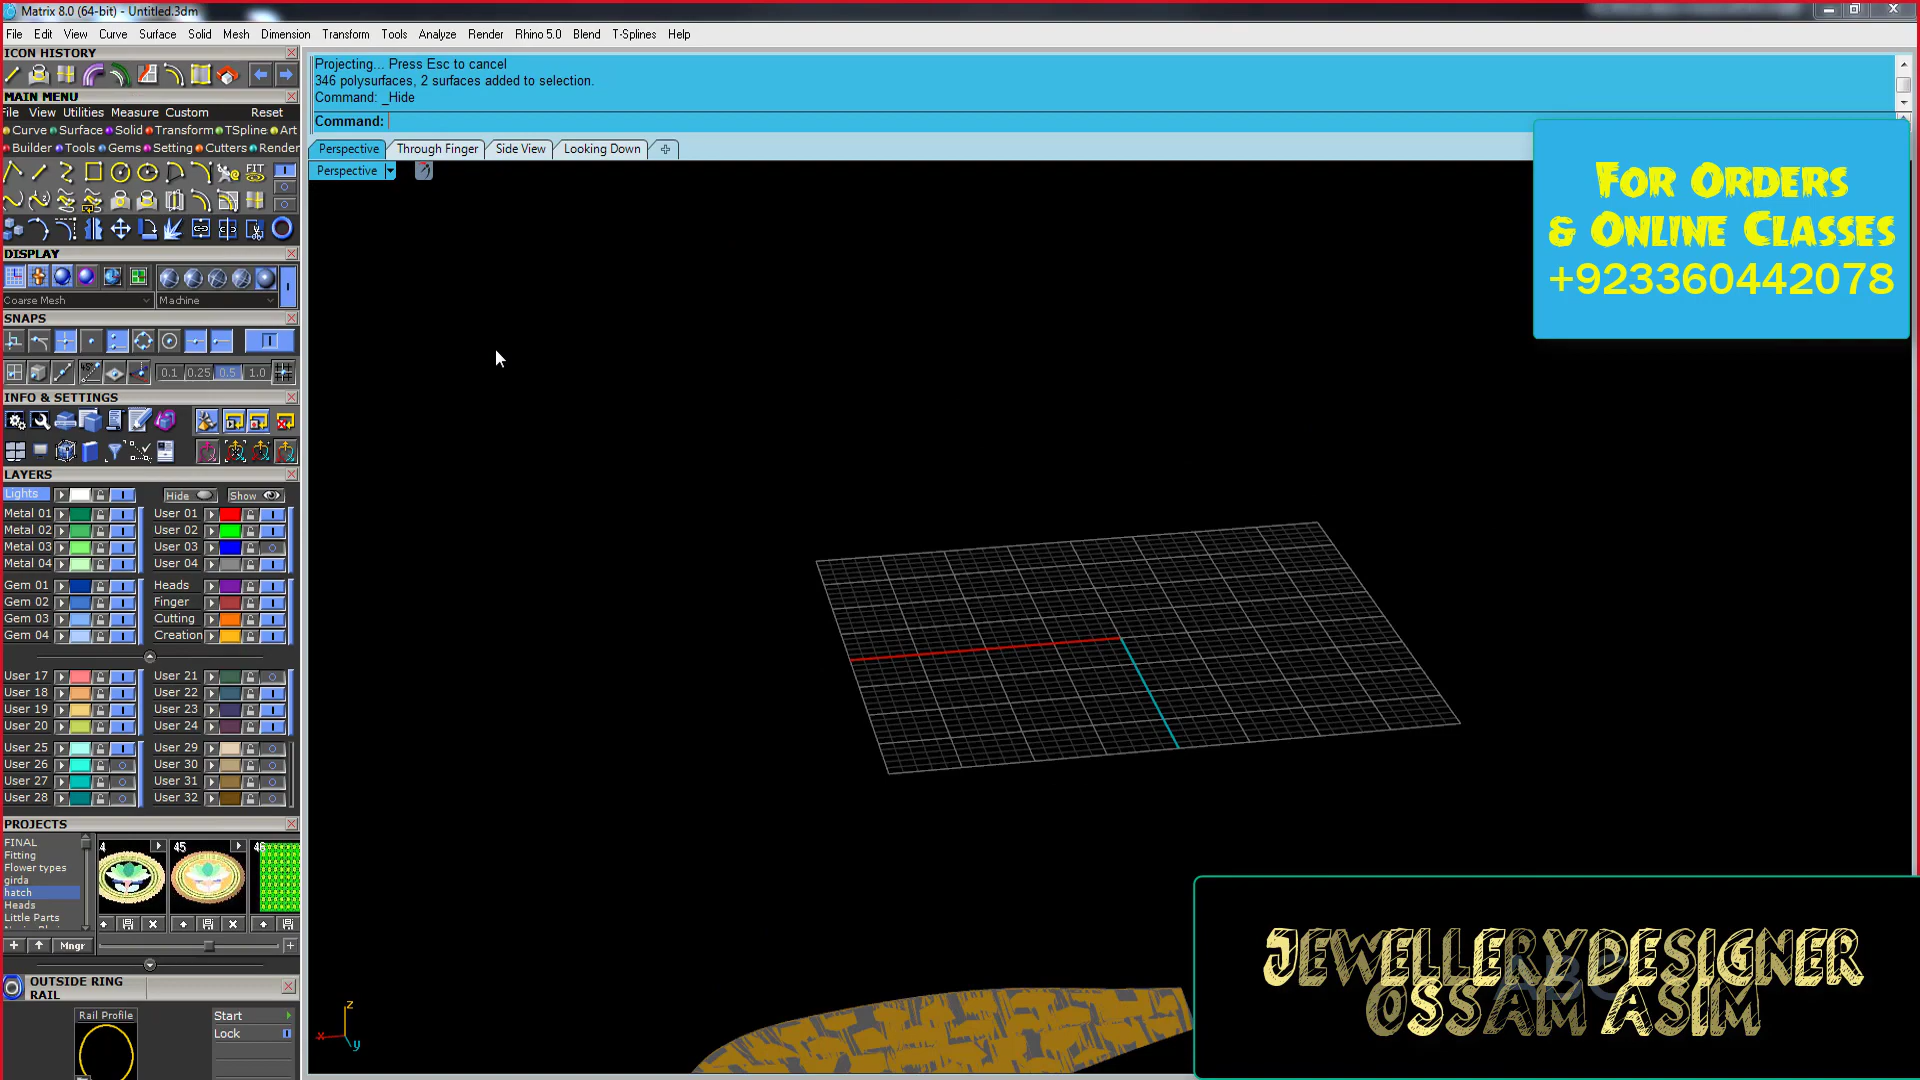 Matrix 8.0 (64-bit) - Untitled.3dm
File Edit View Curve Surface Solid Mesh Dimension Transform Tools Analyze Render Rhino 5.0 Blend T-Splines Help
ICON HISTORY
MAIN MENU
File View Utilities Measure Custom Reset
Curve Surface Solid Transform TSpline Art
Builder Tools Gems Setting Cutters Render
FIT
DISPLAY
Coarse Mesh Machine
SNAPS
0.1 0.25 0.5 1.0
INFO & SETTINGS
LAYERS
Lights Hide Show
Metal 01 User 01
Metal 02 User 02
Metal 03 User 03
Metal 04 User 04
Gem 01 Heads
Gem 02 Finger
Gem 03 Cutting
Gem 04 Creation
User 17 User 21
User 18 User 22
User 19 User 23
User 20 User 24
User 25 User 29
User 26 User 30
User 27 User 31
User 28 User 32
PROJECTS
FINAL
Fitting
Flower types
girda
hatch
Heads
Little Parts
4 45 46
Mngr
OUTSIDE RING
RAIL
Rail Profile
Start
Lock
Projecting... Press Esc to cancel
346 polysurfaces, 2 surfaces added to selection.
Command: _Hide
Command:
Perspective Through Finger Side View Looking Down
Perspective
z
x
y
For Orders
& Online Classes
+923360442078
JEWELLERY DESIGNER
OSSAM ASIM